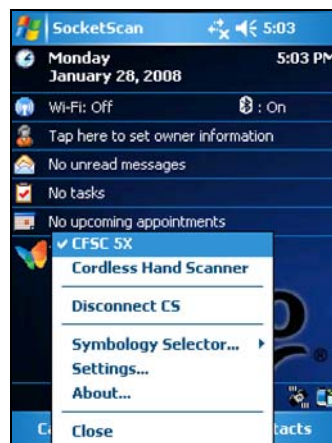 SocketScan 5:03
Monday 5:03 PM
January 28, 2008
Wi-Fi: Off : On
Tap here to set owner information
No unread messages
No tasks
No upcoming appointments
CFSC 5X
Cordless Hand Scanner
Disconnect CS
Symbology Selector...
Settings...
About...
Close